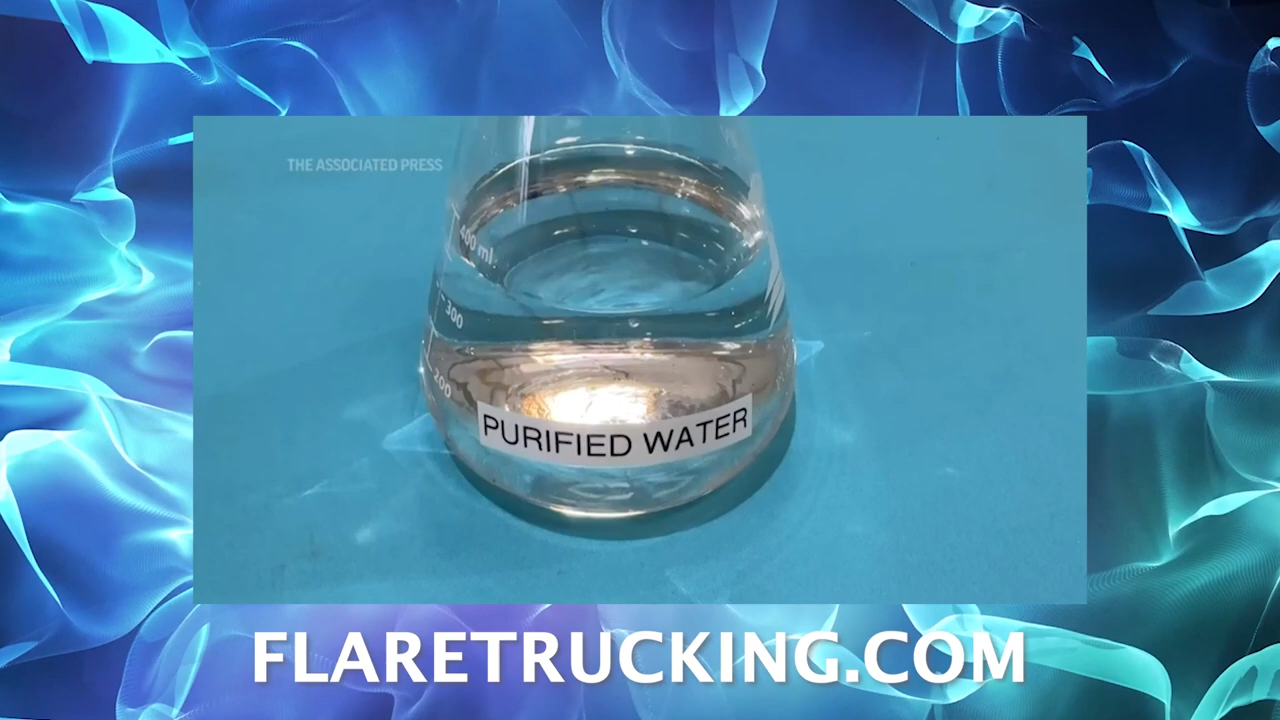 THE ASSOCIATED PRESS
400 ml
300
200
PURIFIED WATER
FLARETRUCKING.COM